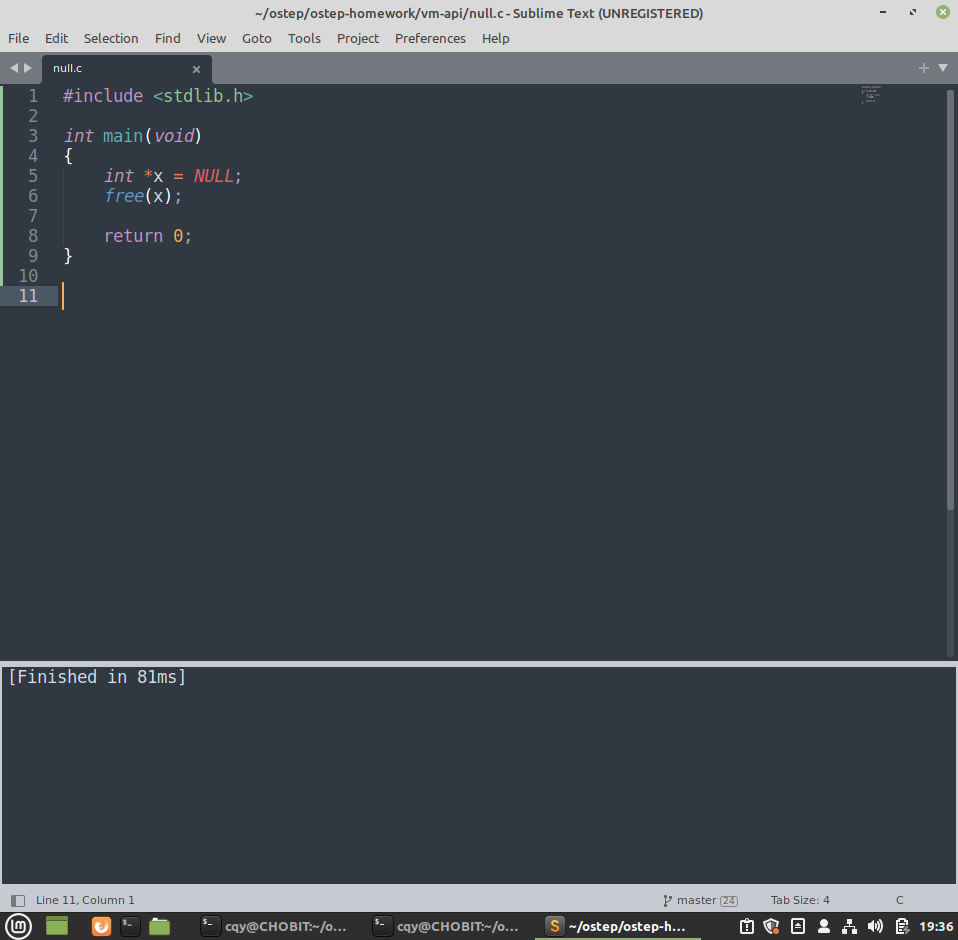 ~/ostep/ostep-homework/vm-api/null.c - Sublime Text (UNREGISTERED)
File Edit Selection Find View Goto Tools Project Preferences Help
null.c
1 #include <stdlib.h>
2
3 int main(void)
4 {
5     int *x = NULL;
6     free(x);
7
8     return 0;
9 }
10
11
[Finished in 81ms]
Line 11, Column 1 master 24 Tab Size: 4 C
cqy@CHOBIT:~/o... cqy@CHOBIT:~/o... ~/ostep/ostep-h... 19:36